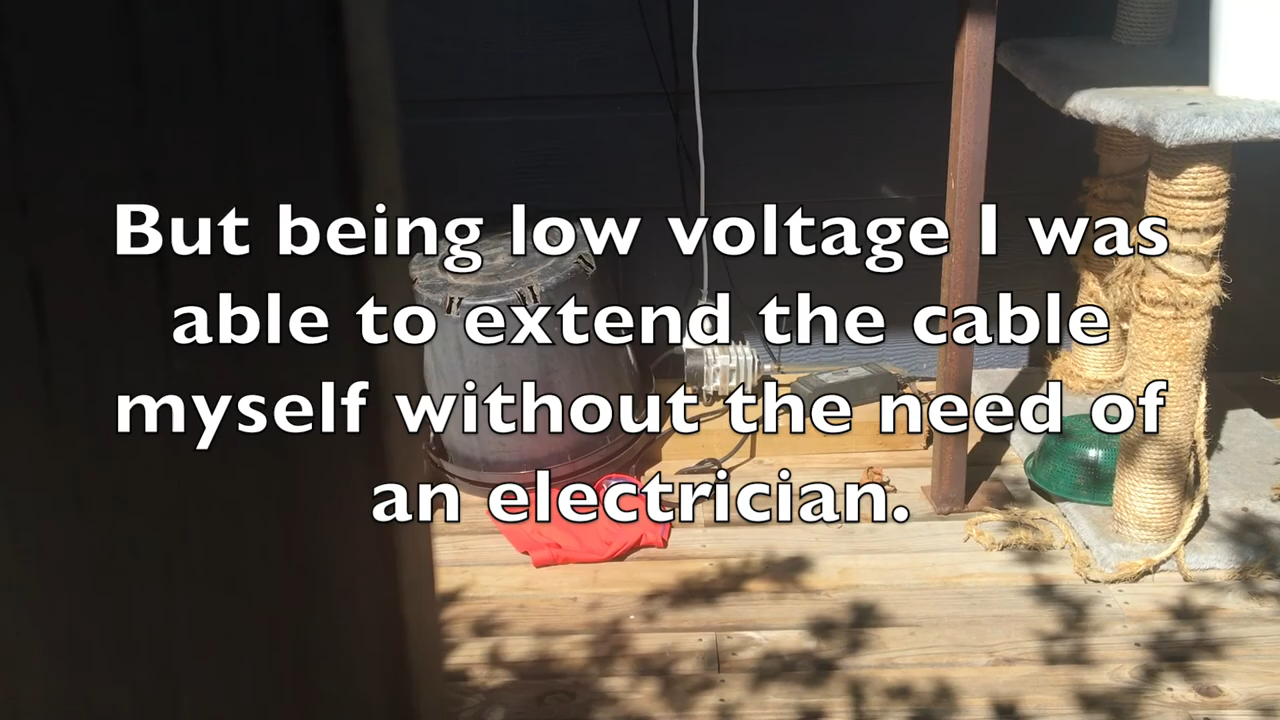 But being low voltage I was
able to extend the cable
myself without the need of
an electrician.